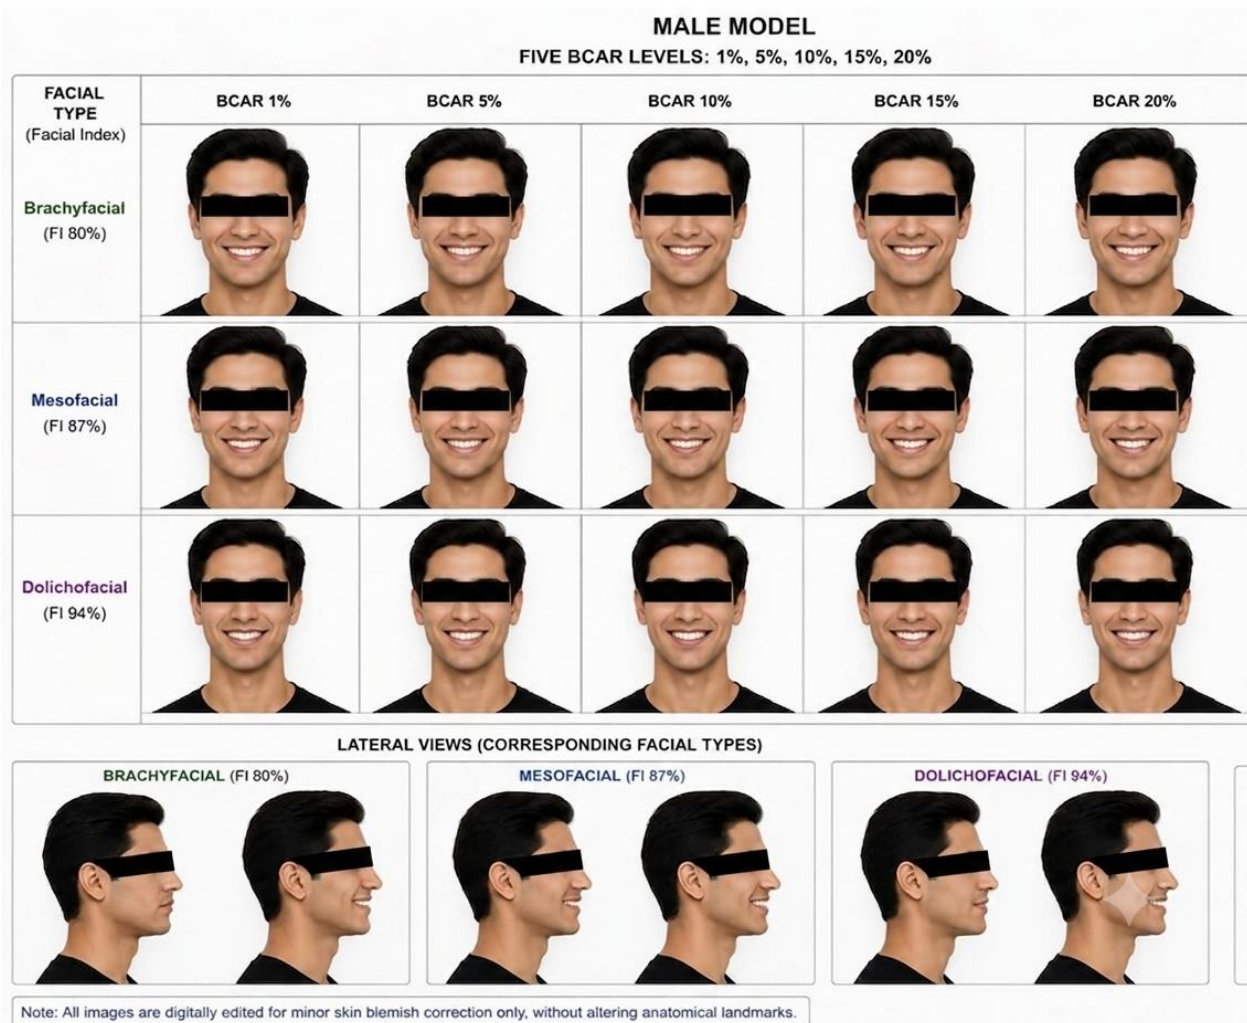 MALE MODEL
FIVE BCAR LEVELS: 1%, 5%, 10%, 15%, 20%
FACIAL
TYPE
(Facial Index)
BCAR 1%
BCAR 5%
BCAR 10%
BCAR 15%
BCAR 20%
Brachyfacial
(FI 80%)
Mesofacial
(FI 87%)
Dolichofacial
(FI 94%)
LATERAL VIEWS (CORRESPONDING FACIAL TYPES)
BRACHYFACIAL (FI 80%)
MESOFACIAL (FI 87%)
DOLICHOFACIAL (FI 94%)
Note: All images are digitally edited for minor skin blemish correction only, without altering anatomical landmarks.